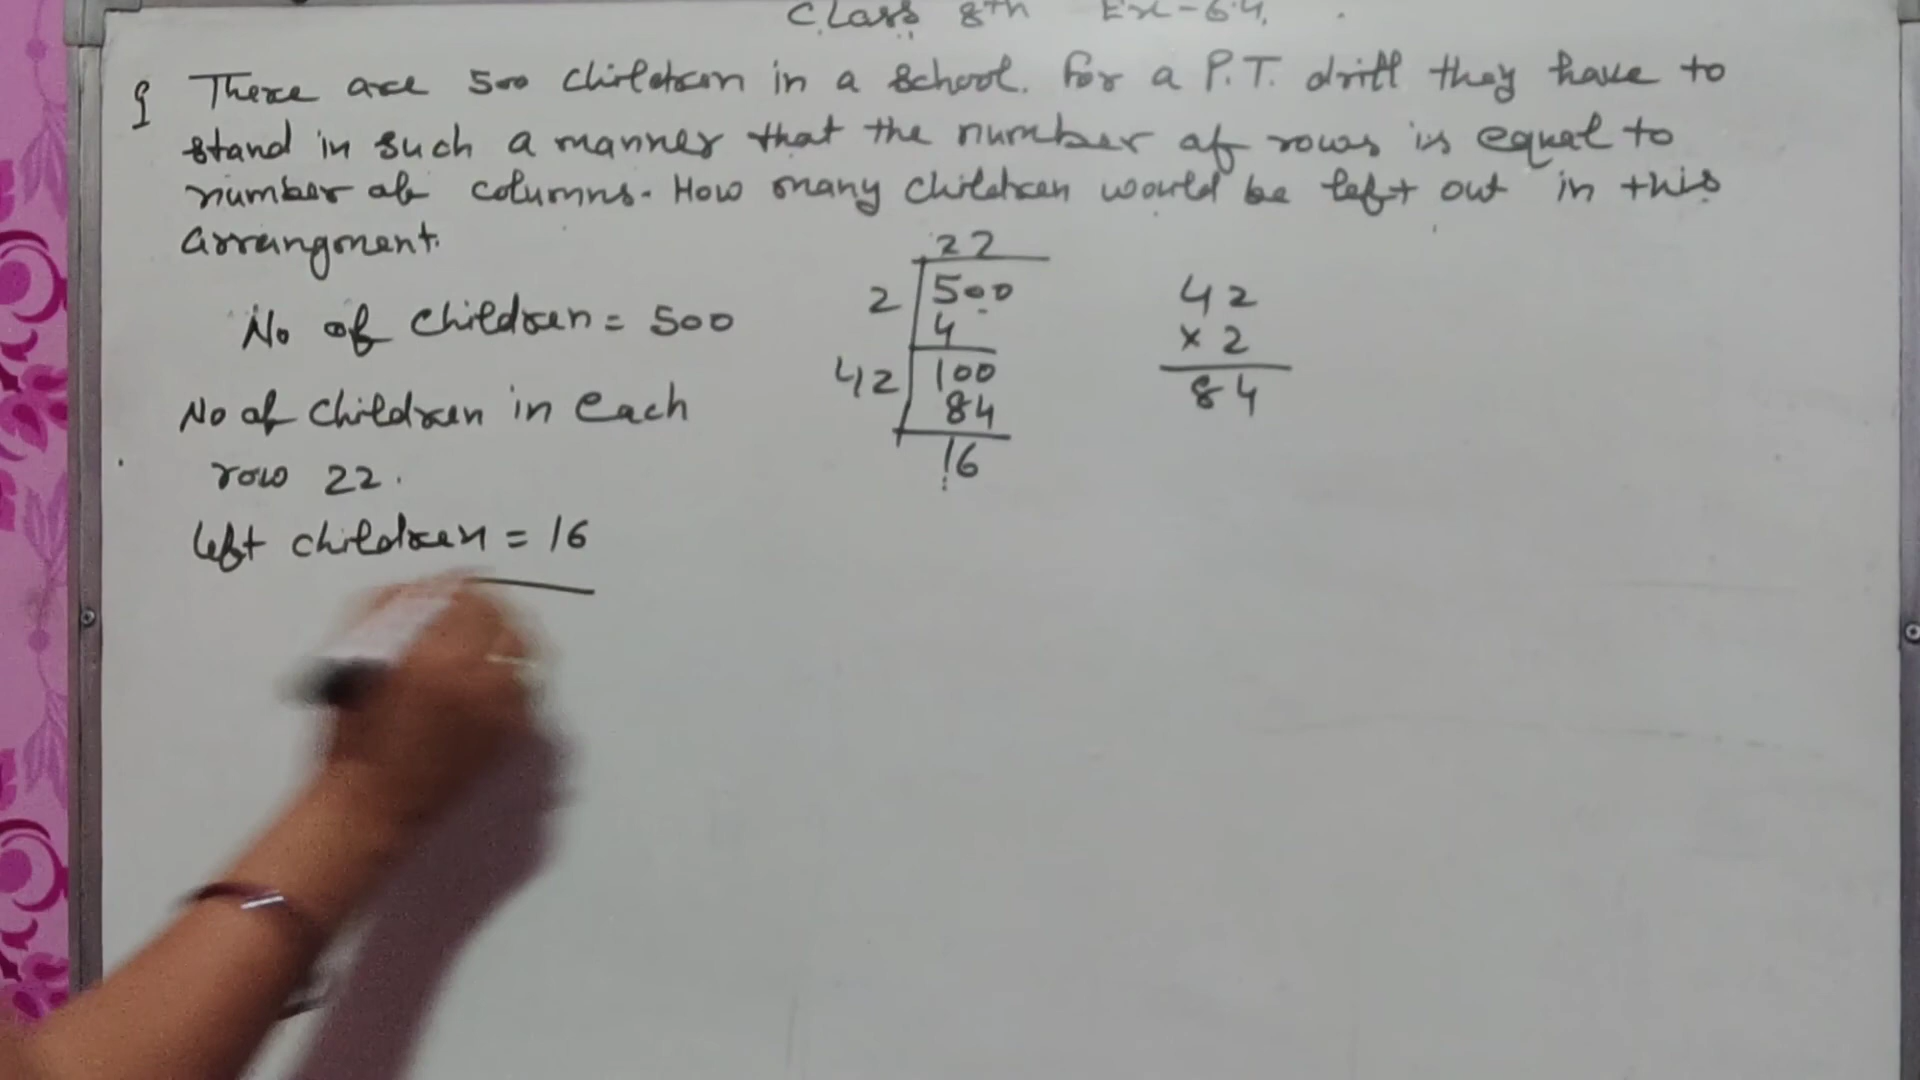 Class 8th Ex-6.4.
Q There are 500 children in a school. For a P.T. drill they have to
stand in such a manner that the number of rows is equal to
number of columns. How many children would be left out in this
arrangment.
No of children = 500
No of children in each
row 22.
left children = 16
22
2 500
4
42 100
84
16
42
× 2
84